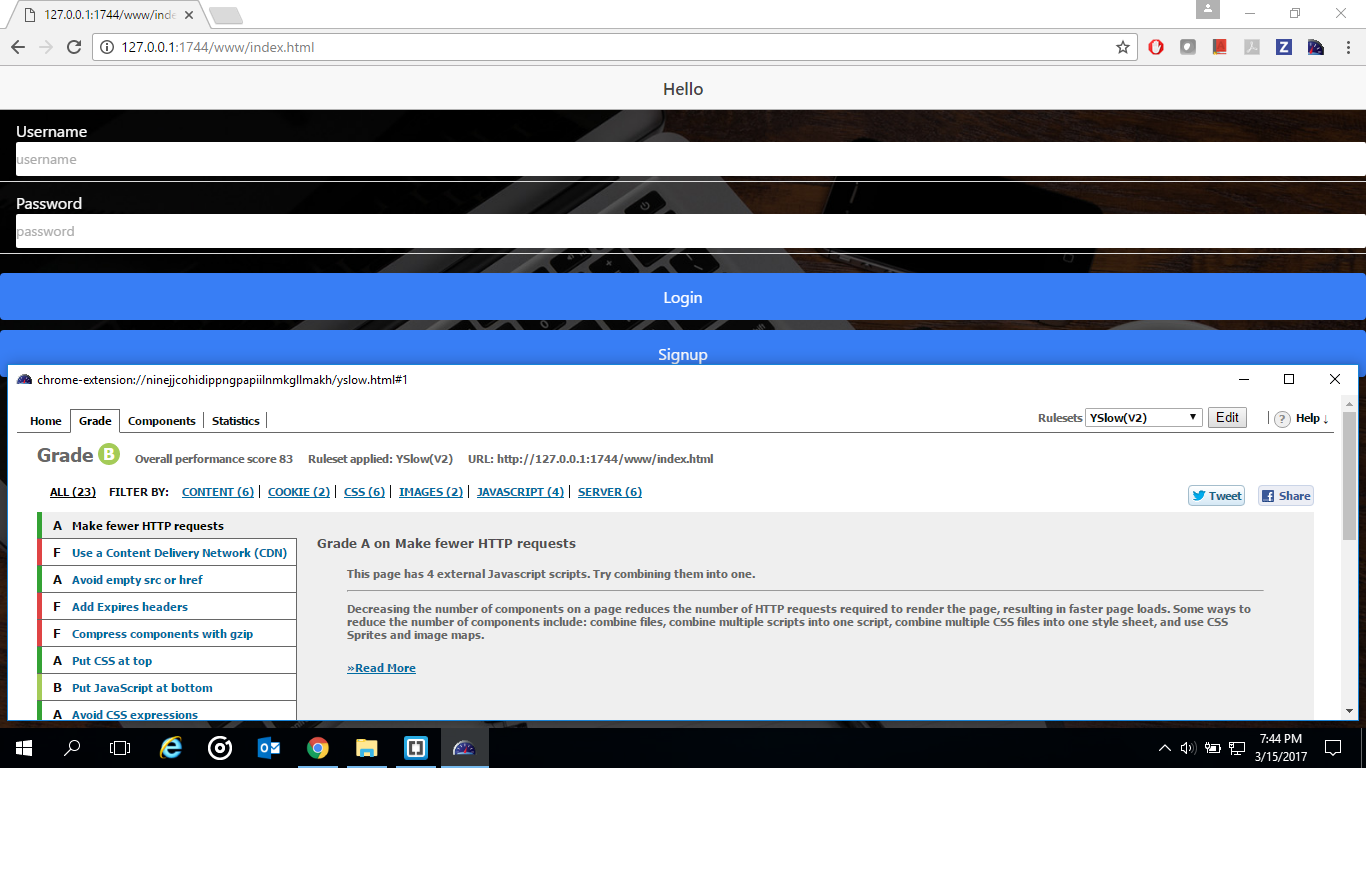 127.0.0.1:1744/www/inde
127.0.0.1:1744/www/index.html
Hello
Username
username
Password
password
Login
Signup
chrome-extension://ninejjcohidippngpapiilnmkgllmakh/yslow.html#1
Home Grade Components Statistics Rulesets YSlow(V2) Edit ? Help ↓
Grade B Overall performance score 83 Ruleset applied: YSlow(V2) URL: http://127.0.0.1:1744/www/index.html
ALL (23) FILTER BY: CONTENT (6) COOKIE (2) CSS (6) IMAGES (2) JAVASCRIPT (4) SERVER (6) Tweet Share
A Make fewer HTTP requests
F Use a Content Delivery Network (CDN)
A Avoid empty src or href
F Add Expires headers
F Compress components with gzip
A Put CSS at top
B Put JavaScript at bottom
A Avoid CSS expressions
Grade A on Make fewer HTTP requests
This page has 4 external Javascript scripts. Try combining them into one.
Decreasing the number of components on a page reduces the number of HTTP requests required to render the page, resulting in faster page loads. Some ways to
reduce the number of components include: combine files, combine multiple scripts into one script, combine multiple CSS files into one style sheet, and use CSS
Sprites and image maps.
»Read More
7:44 PM
3/15/2017